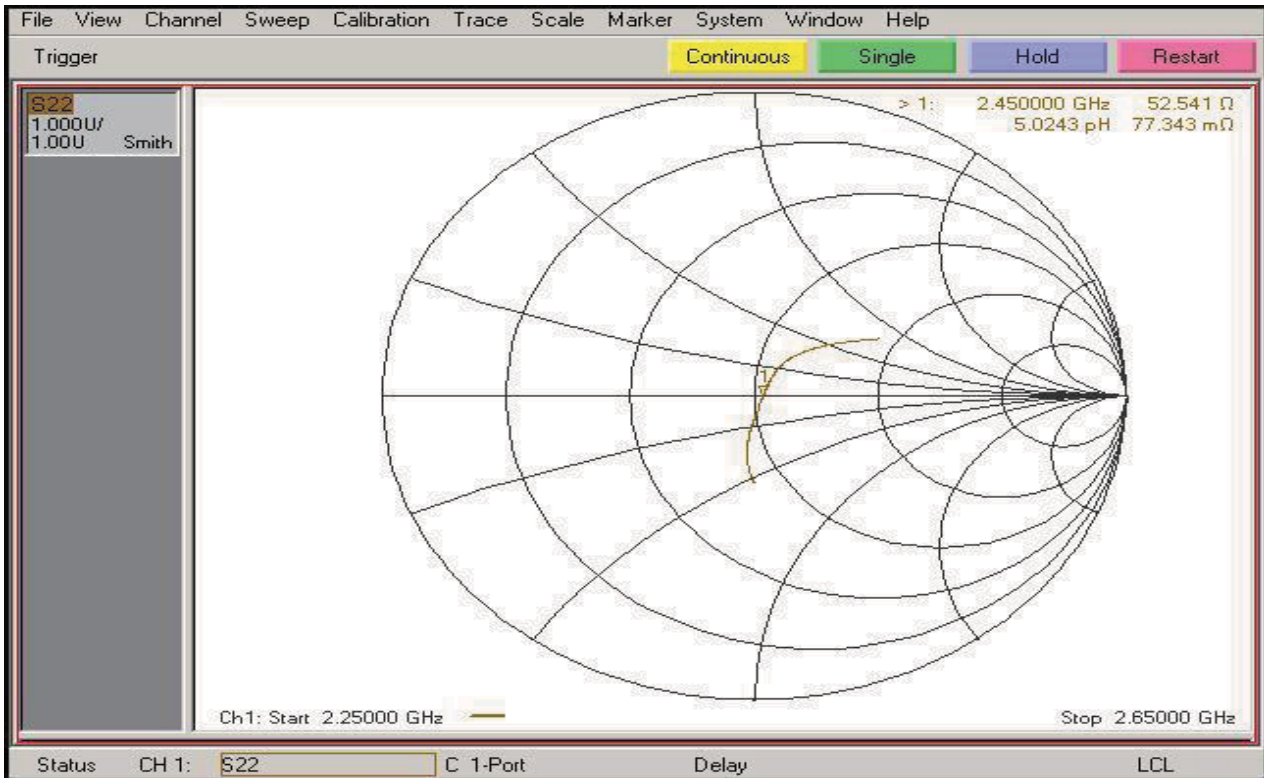 File View Channel Sweep Calibration Trace Scale Marker System Window Help
Trigger Continuous Single Hold Restart
S22
1.000U/
1.00U Smith
> 1: 2.450000 GHz 52.541 Ω
5.0243 pH 77.343 mΩ
1
Ch1: Start 2.25000 GHz Stop 2.65000 GHz
Status CH 1: S22 C 1-Port Delay LCL